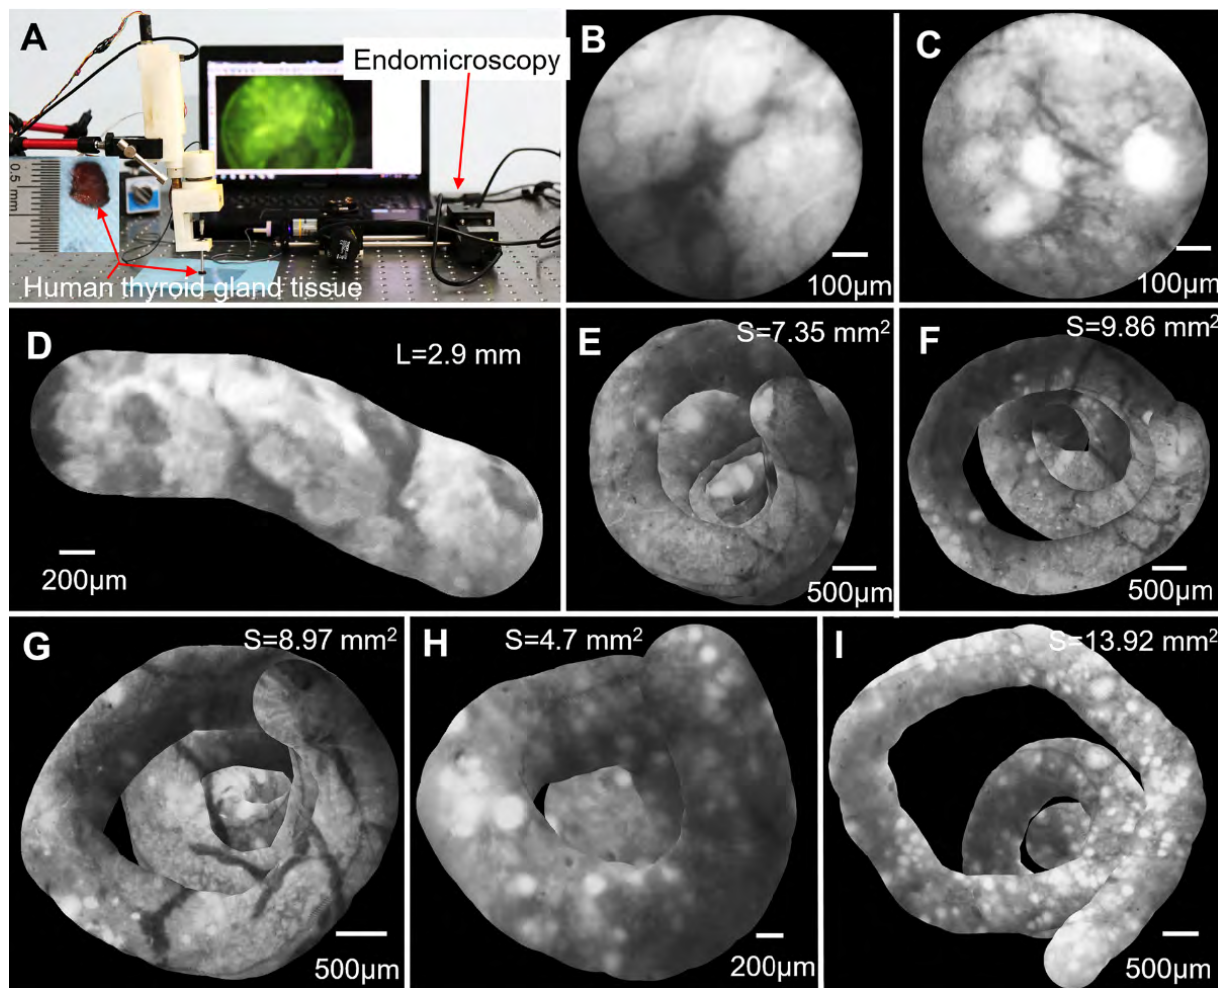 A
Endomicroscopy
0.5 mm
Human thyroid gland tissue
B
100μm
C
100μm
D
L=2.9 mm
200μm
E
S=7.35 mm²
500μm
F
S=9.86 mm²
500μm
G
S=8.97 mm²
500μm
H
S=4.7 mm²
200μm
I
S=13.92 mm²
500μm